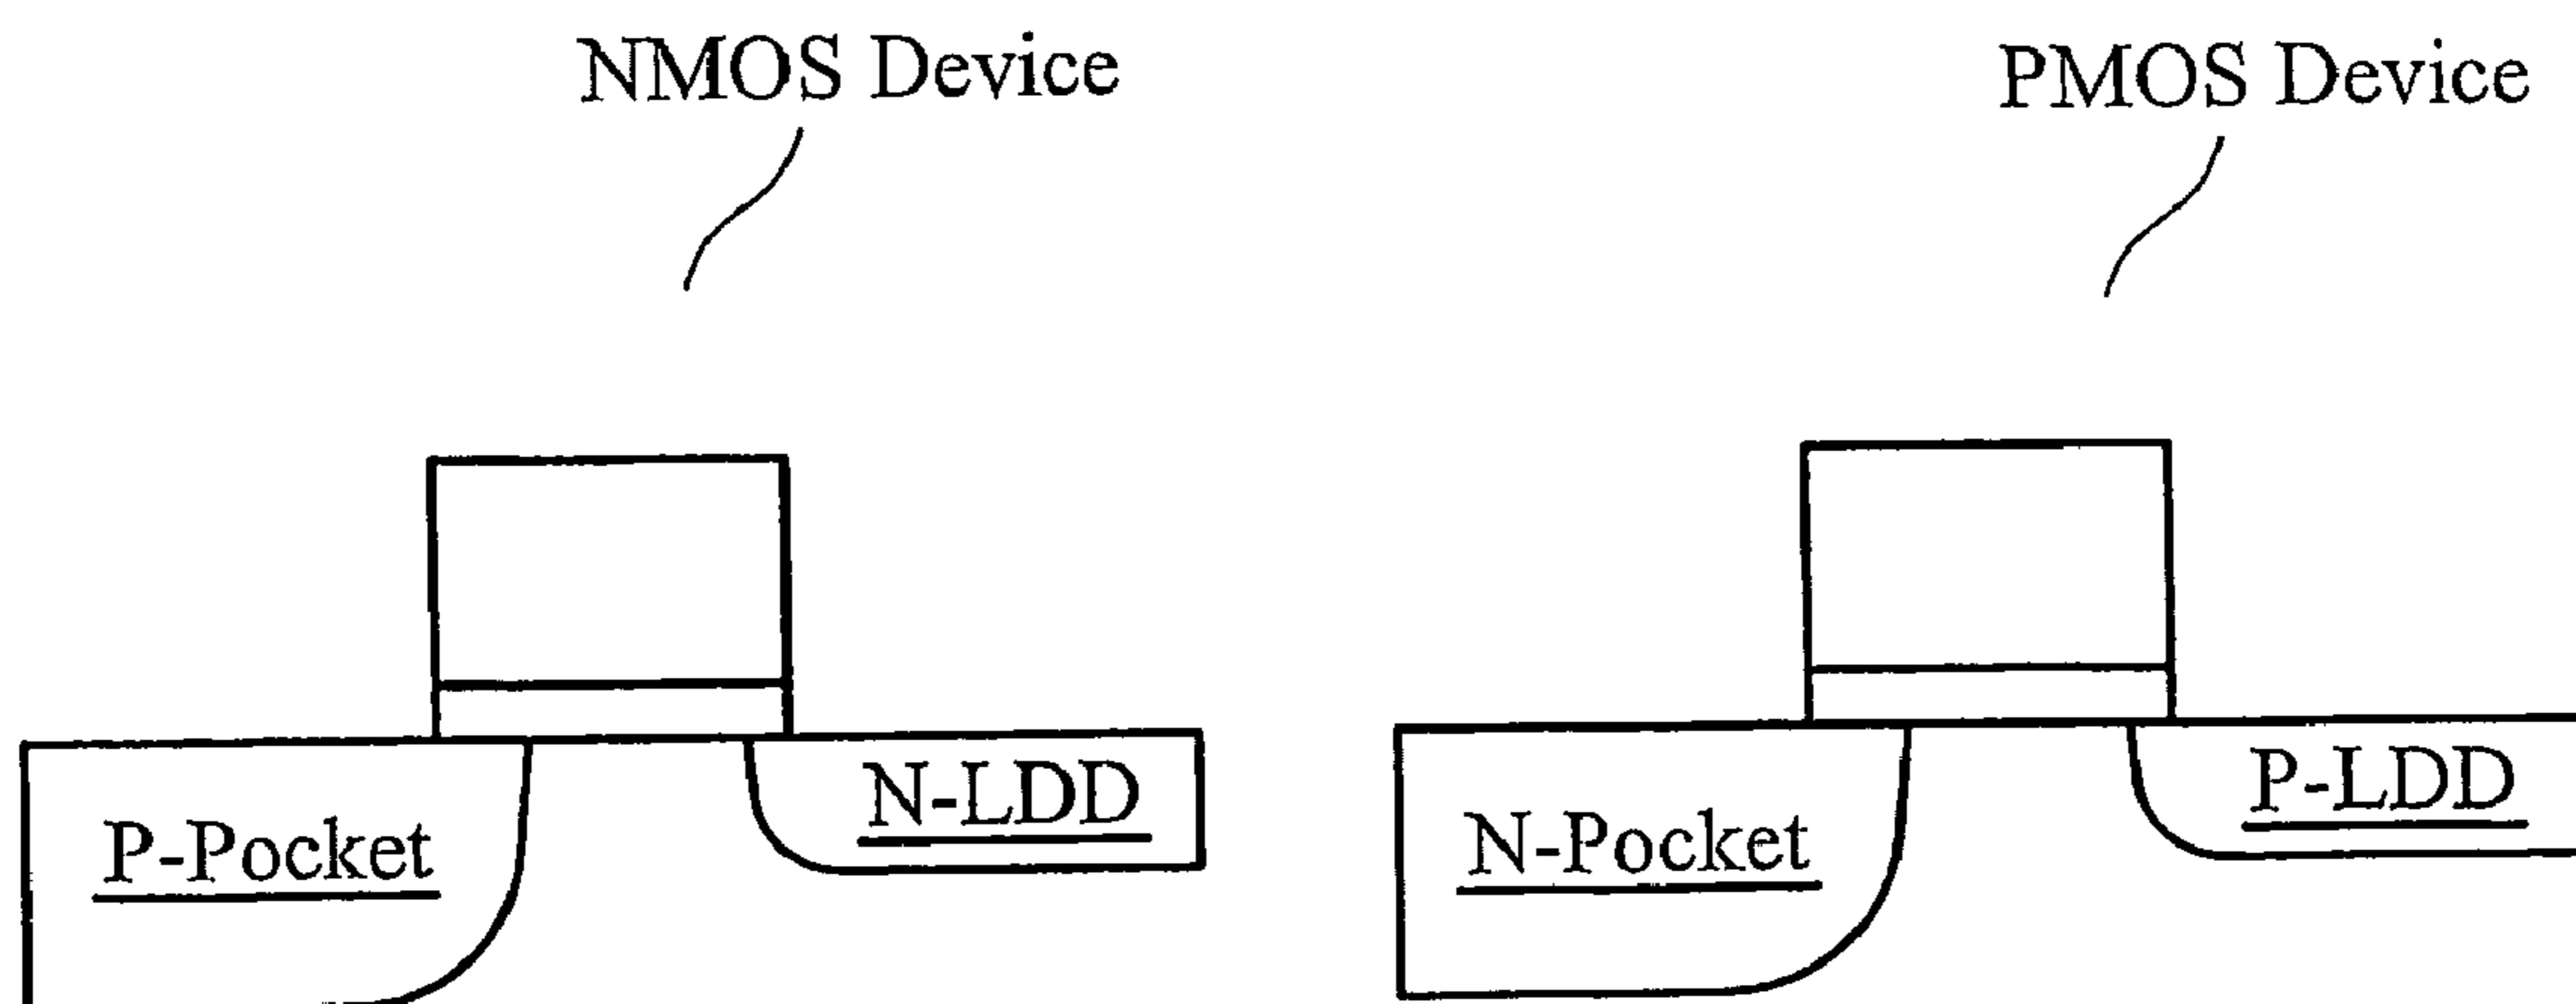 NMOS Device
PMOS Device
P-Pocket
N-LDD
N-Pocket
P-LDD